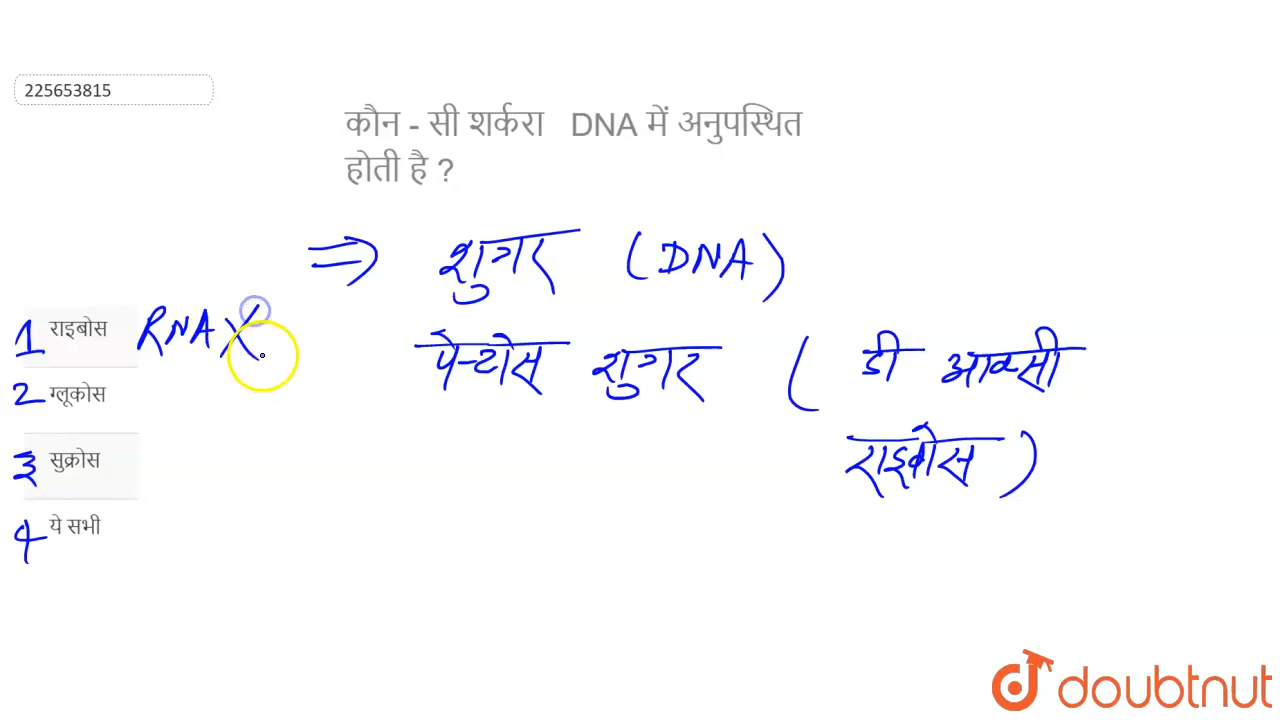 225653815
कौन - सी शर्करा DNA में अनुपस्थित
होती है ?
⇒ शुगर (DNA)
1 राइबोस RNA X
पेन्टोस शुगर ( डी आक्सी
2 ग्लूकोस
राइबोस )
3 सुक्रोस
4 ये सभी
doubtnut